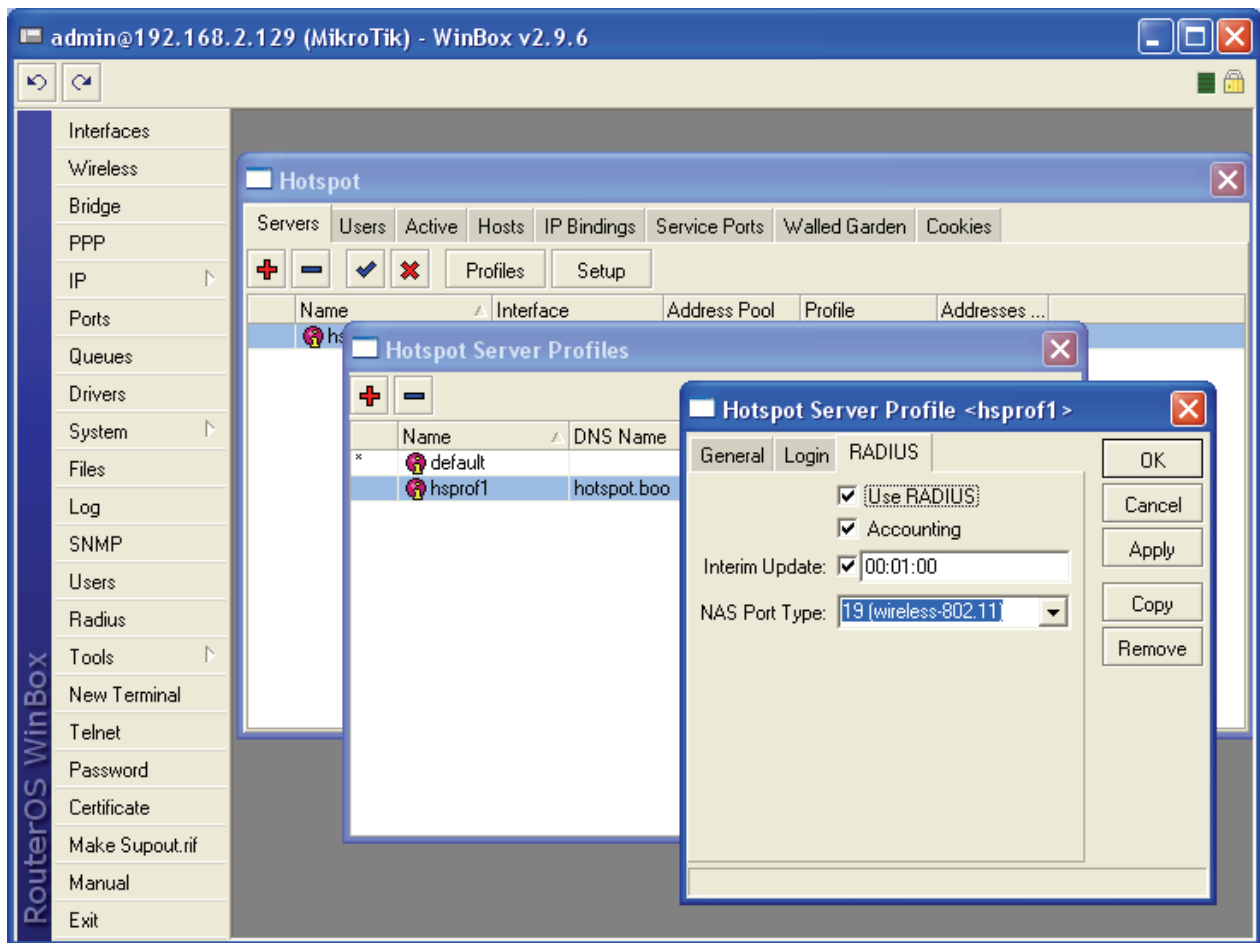 admin@192.168.2.129 (MikroTik) - WinBox v2.9.6
RouterOS WinBox
Interfaces
Wireless
Bridge
PPP
IP
Ports
Queues
Drivers
System
Files
Log
SNMP
Users
Radius
Tools
New Terminal
Telnet
Password
Certificate
Make Supout.rif
Manual
Exit
Hotspot
Servers Users Active Hosts IP Bindings Service Ports Walled Garden Cookies
Profiles Setup
Name Interface Address Pool Profile Addresses ...
hs
Hotspot Server Profiles
Name DNS Name
* default
hsprof1 hotspot.boo
Hotspot Server Profile <hsprof1>
General Login RADIUS
Use RADIUS
Accounting
Interim Update: 00:01:00
NAS Port Type: 19 (wireless-802.11)
OK
Cancel
Apply
Copy
Remove